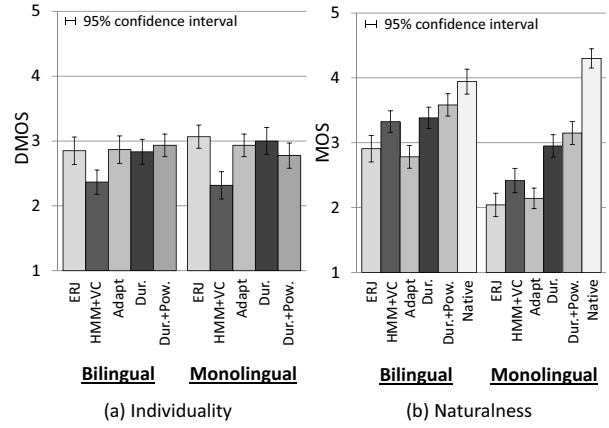 5
4
3
2
1
DMOS
95% confidence interval
ERJ
HMM+VC
Adapt
Dur.
Dur.+Pow.
ERJ
HMM+VC
Adapt
Dur.
Dur.+Pow.
Bilingual
Monolingual
(a) Individuality
5
4
3
2
1
MOS
95% confidence interval
ERJ
HMM+VC
Adapt
Dur.
Dur.+Pow.
Native
ERJ
HMM+VC
Adapt
Dur.
Dur.+Pow.
Native
Bilingual
Monolingual
(b) Naturalness